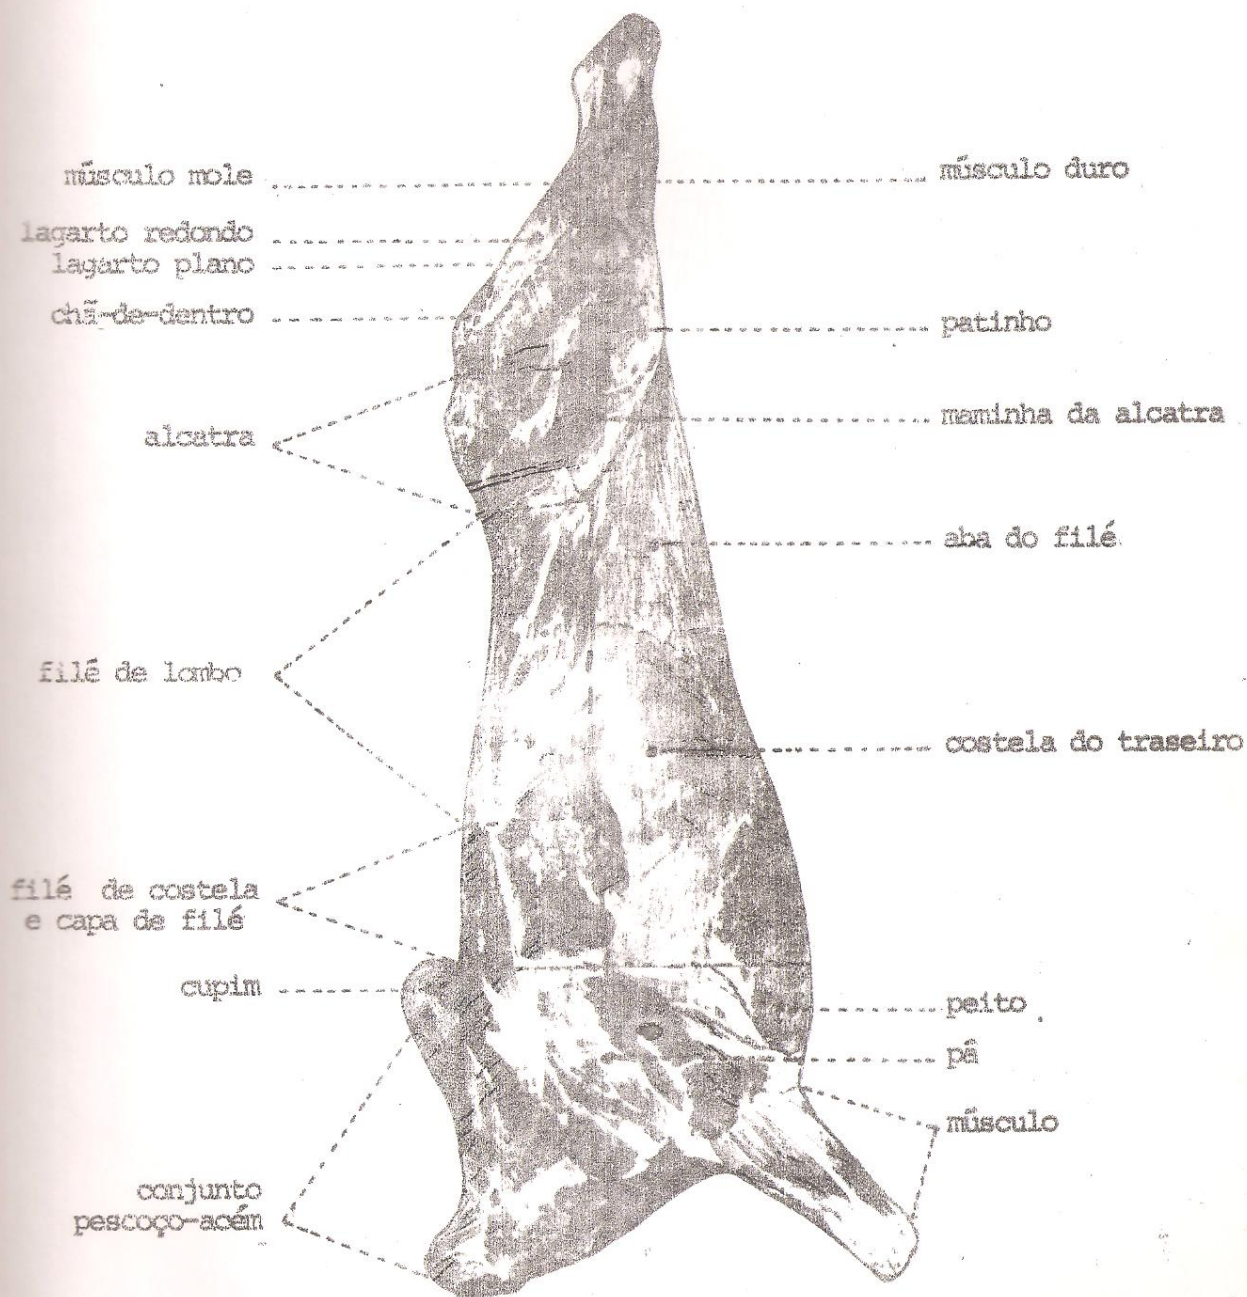 músculo mole
músculo duro
lagarto redondo
lagarto plano
chã-de-dentro
patinho
maminha da alcatra
alcatra
aba do filé
filé de lombo
costela do traseiro
filé de costela
e capa de filé
cupim
peito
pá
músculo
conjunto
pescoço-acém